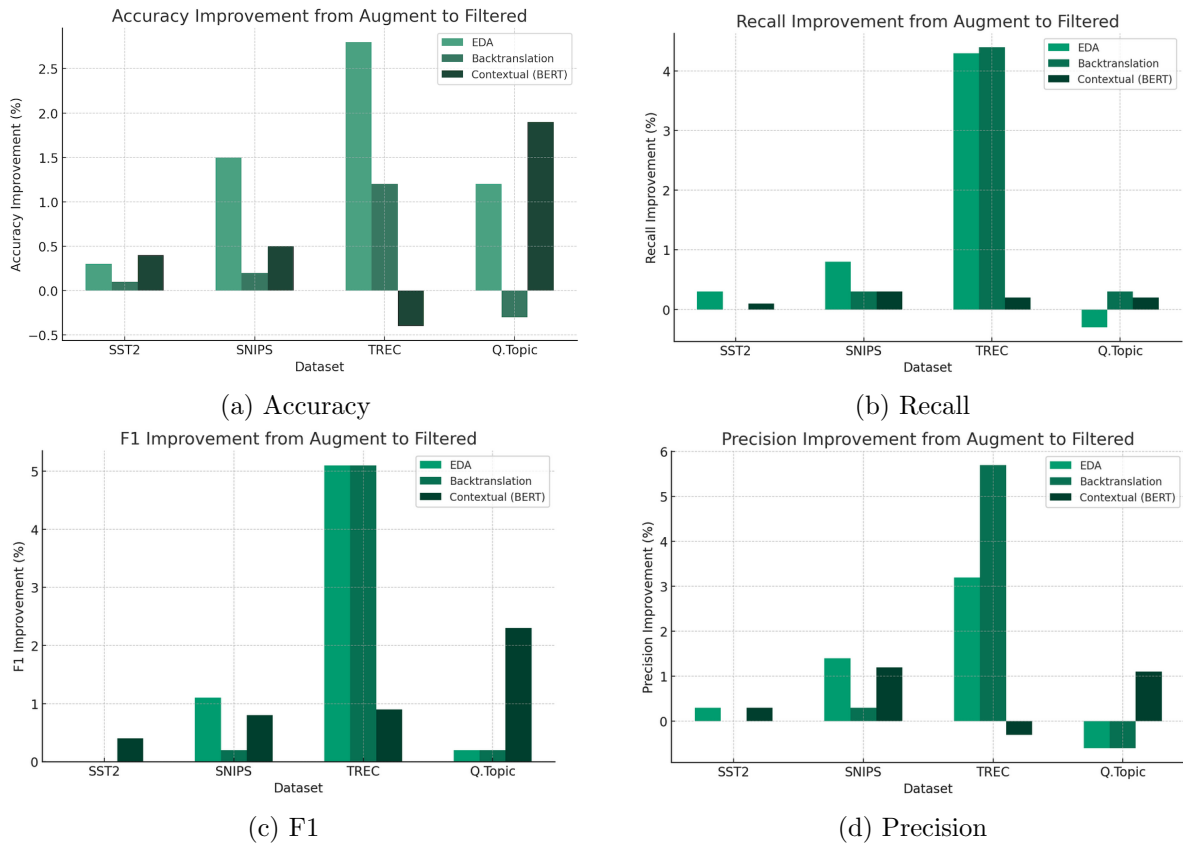 Accuracy Improvement from Augment to Filtered
EDA
Backtranslation
Contextual (BERT)
Accuracy Improvement (%)
2.5
2.0
1.5
1.0
0.5
0.0
−0.5
SST2 SNIPS TREC Q.Topic
Dataset
(a) Accuracy
Recall Improvement from Augment to Filtered
EDA
Backtranslation
Contextual (BERT)
Recall Improvement (%)
4
3
2
1
0
SST2 SNIPS TREC Q.Topic
Dataset
(b) Recall
F1 Improvement from Augment to Filtered
EDA
Backtranslation
Contextual (BERT)
F1 Improvement (%)
5
4
3
2
1
0
SST2 SNIPS TREC Q.Topic
Dataset
(c) F1
Precision Improvement from Augment to Filtered
EDA
Backtranslation
Contextual (BERT)
Precision Improvement (%)
6
5
4
3
2
1
0
SST2 SNIPS TREC Q.Topic
Dataset
(d) Precision